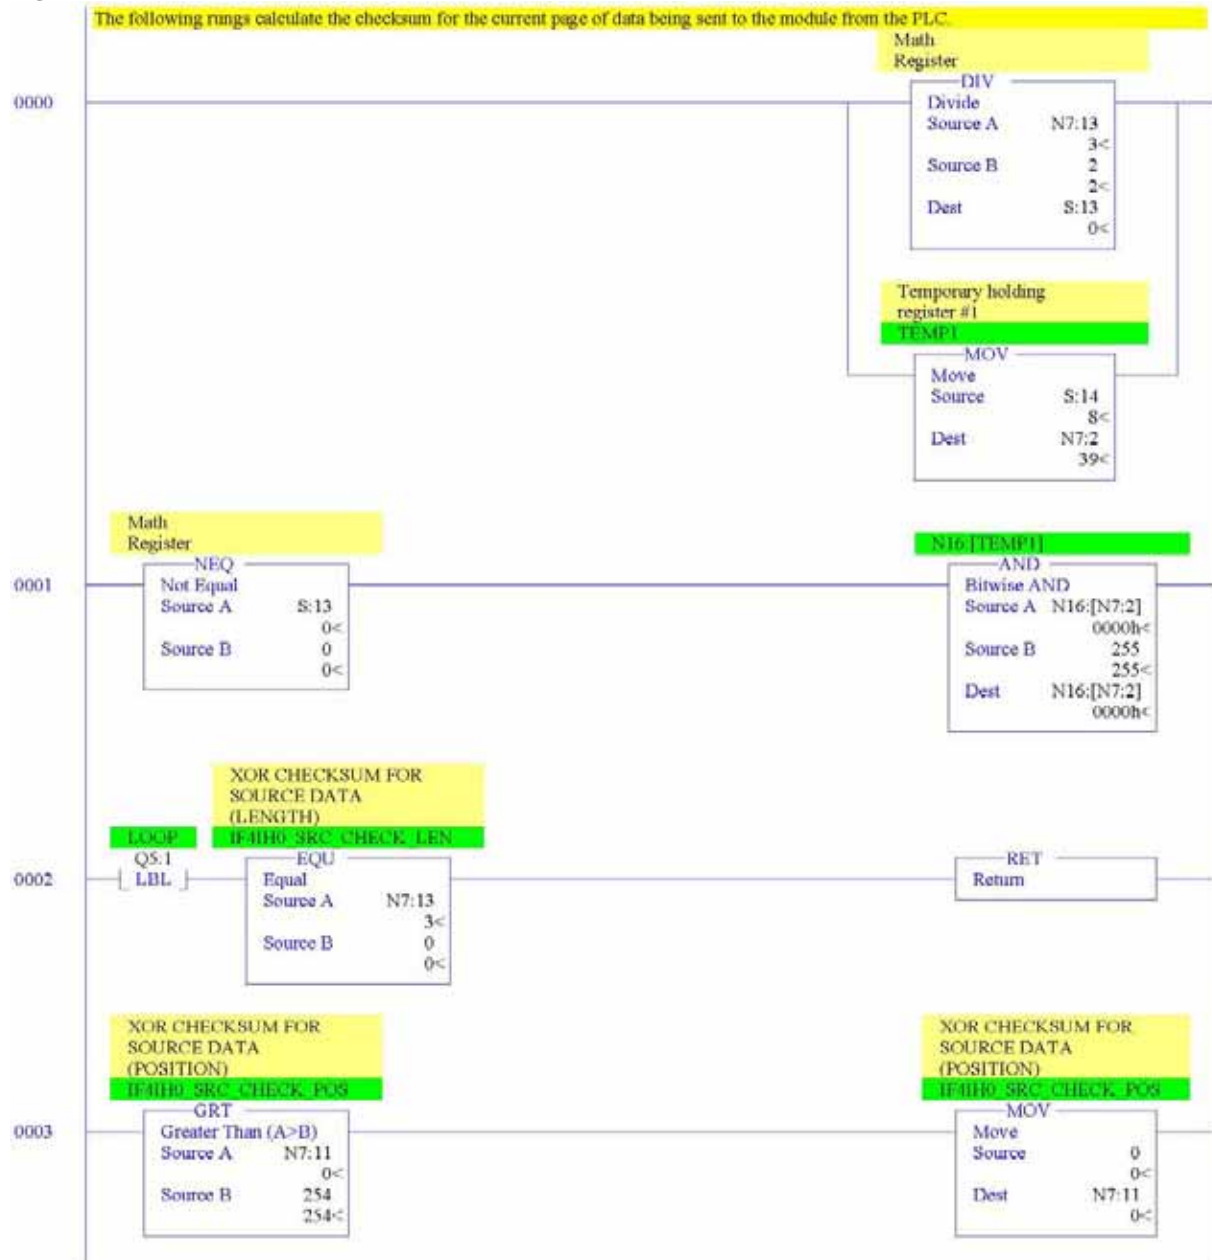 The following rungs calculate the checksum for the current page of data being sent to the module from the PLC.
Math
Register
0000
DIV
Divide
Source A N7:13
3<
Source B 2
2<
Dest S:13
0<
Temporary holding
register #1
TEMP1
MOV
Move
Source S:14
8<
Dest N7:2
39<
Math
Register
NEQ
0001
Not Equal
Source A S:13
0<
Source B 0
0<
N16:[TEMP1]
AND
Bitwise AND
Source A N16:[N7:2]
0000h<
Source B 255
255<
Dest N16:[N7:2]
0000h<
XOR CHECKSUM FOR
SOURCE DATA
(LENGTH)
LOOP IF4IH0_SRC_CHECK_LEN
Q5:1 EQU RET
0002 LBL Equal Return
Source A N7:13
3<
Source B 0
0<
XOR CHECKSUM FOR
SOURCE DATA
(POSITION)
IF4IH0_SRC_CHECK_POS
GRT
0003
Greater Than (A>B)
Source A N7:11
0<
Source B 254
254<
XOR CHECKSUM FOR
SOURCE DATA
(POSITION)
IF4IH0_SRC_CHECK_POS
MOV
Move
Source 0
0<
Dest N7:11
0<